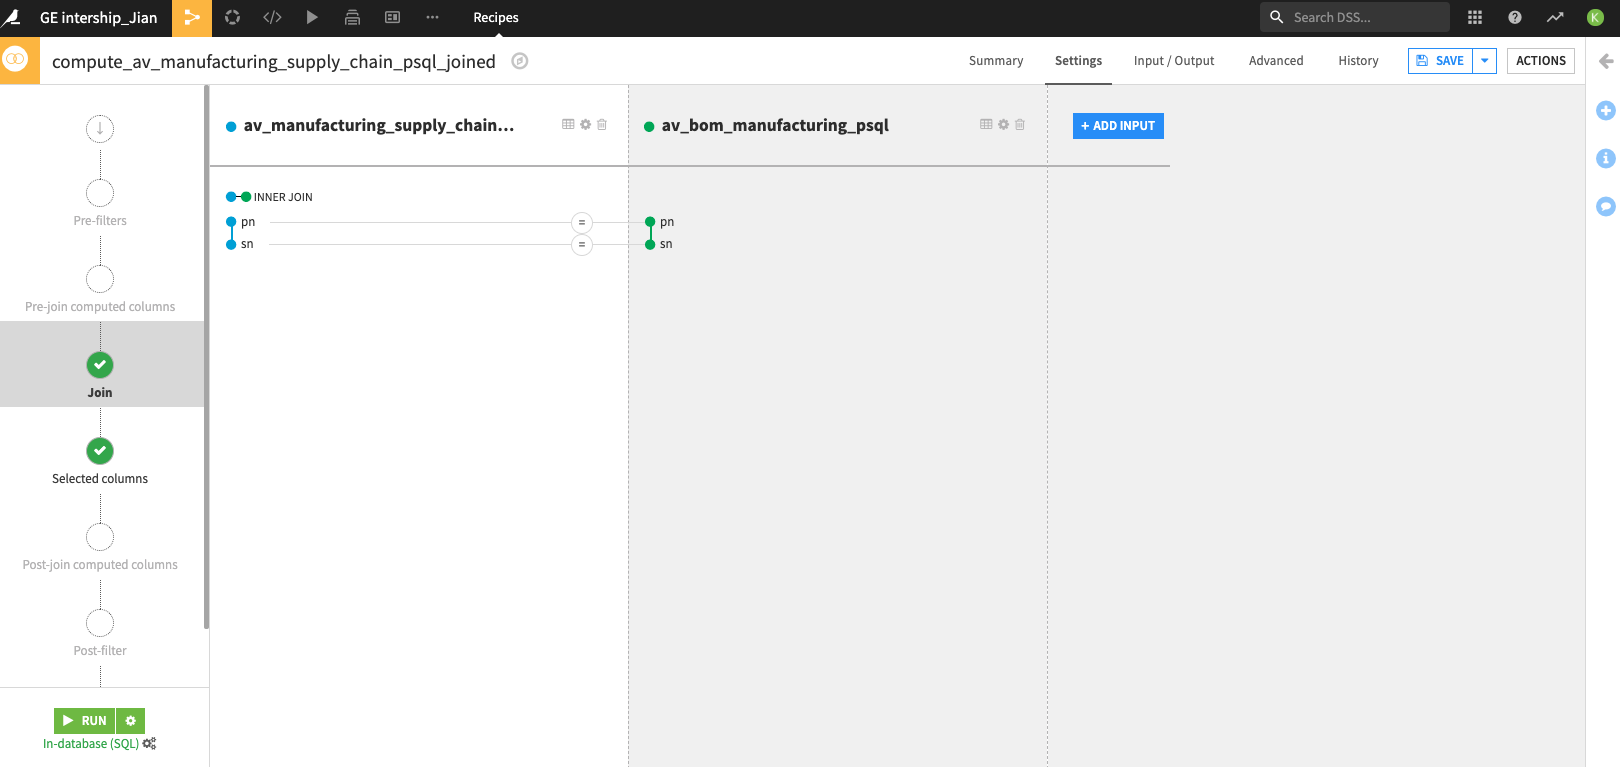 GE intership_Jian
Recipes
Search DSS...
K
compute_av_manufacturing_supply_chain_psql_joined
Summary
Settings
Input / Output
Advanced
History
SAVE
ACTIONS
Pre-filters
Pre-join computed columns
Join
Selected columns
Post-join computed columns
Post-filter
RUN
In-database (SQL)
av_manufacturing_supply_chain...
av_bom_manufacturing_psql
+ ADD INPUT
INNER JOIN
pn = pn
sn = sn